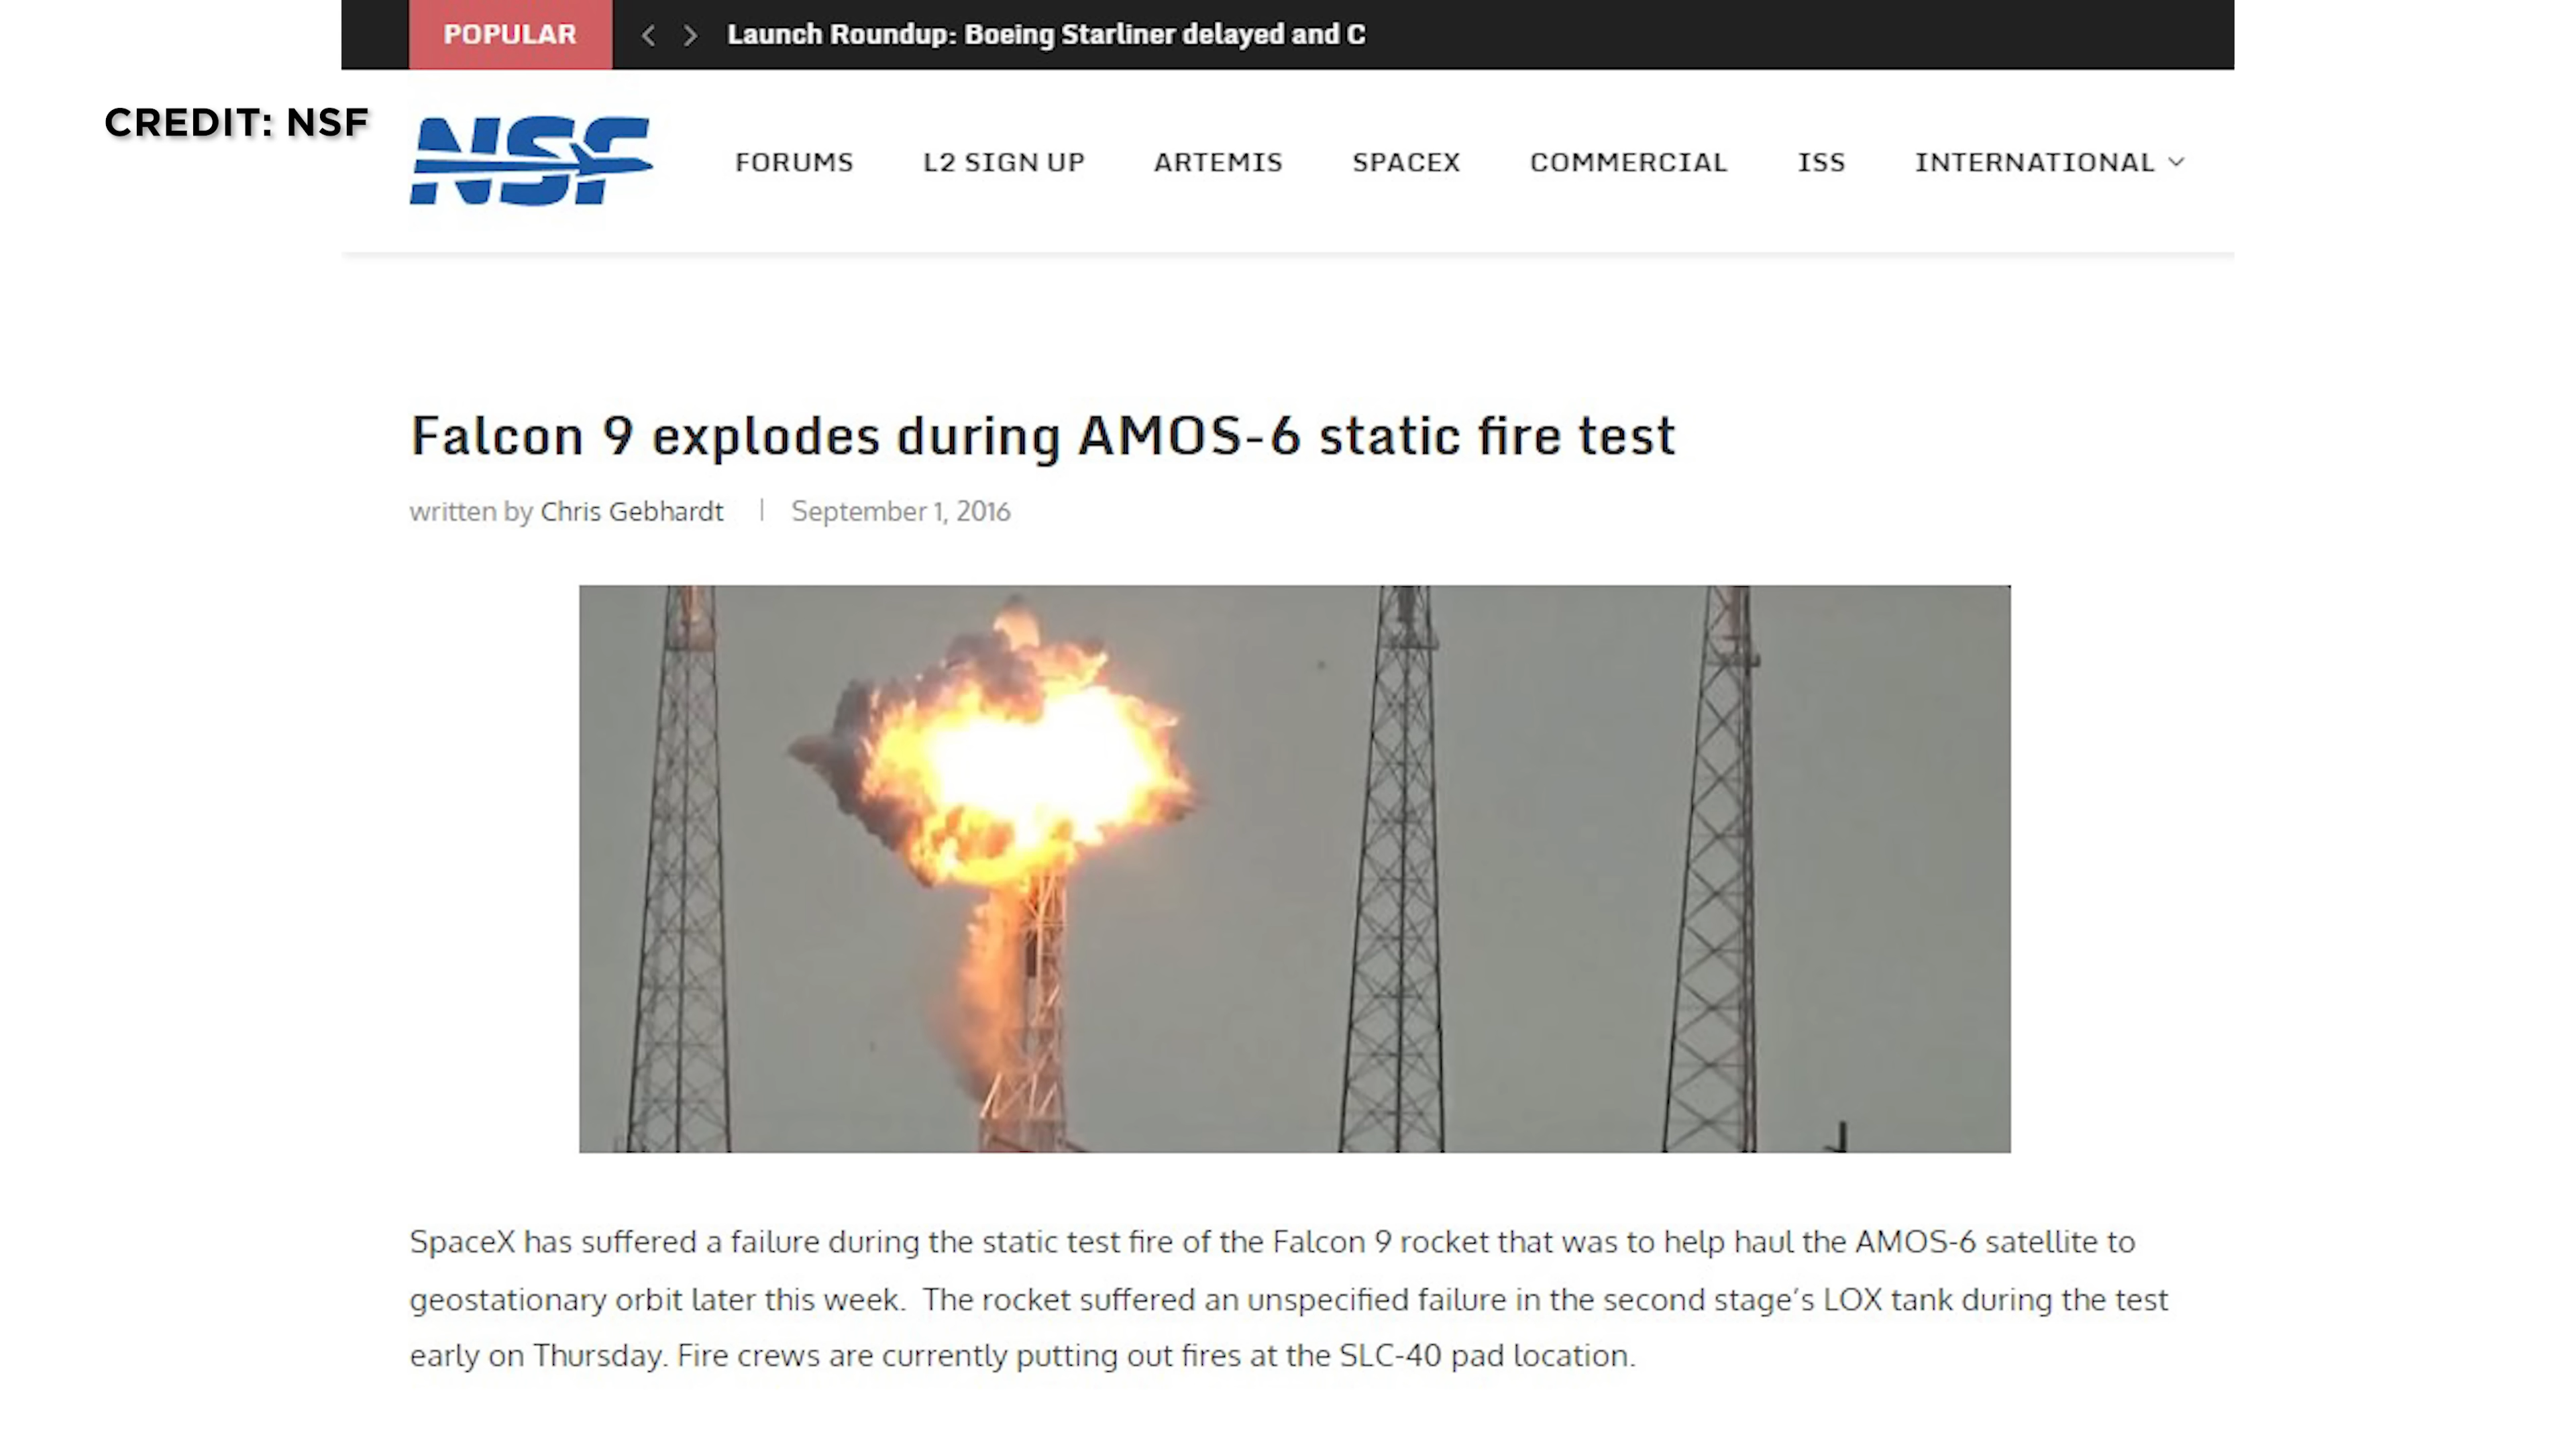 POPULAR
Launch Roundup: Boeing Starliner delayed and C
CREDIT: NSF
NSF
FORUMS L2 SIGN UP ARTEMIS SPACEX COMMERCIAL ISS INTERNATIONAL
Falcon 9 explodes during AMOS-6 static fire test
written by Chris Gebhardt | September 1, 2016
SpaceX has suffered a failure during the static test fire of the Falcon 9 rocket that was to help haul the AMOS-6 satellite to
geostationary orbit later this week. The rocket suffered an unspecified failure in the second stage’s LOX tank during the test
early on Thursday. Fire crews are currently putting out fires at the SLC-40 pad location.